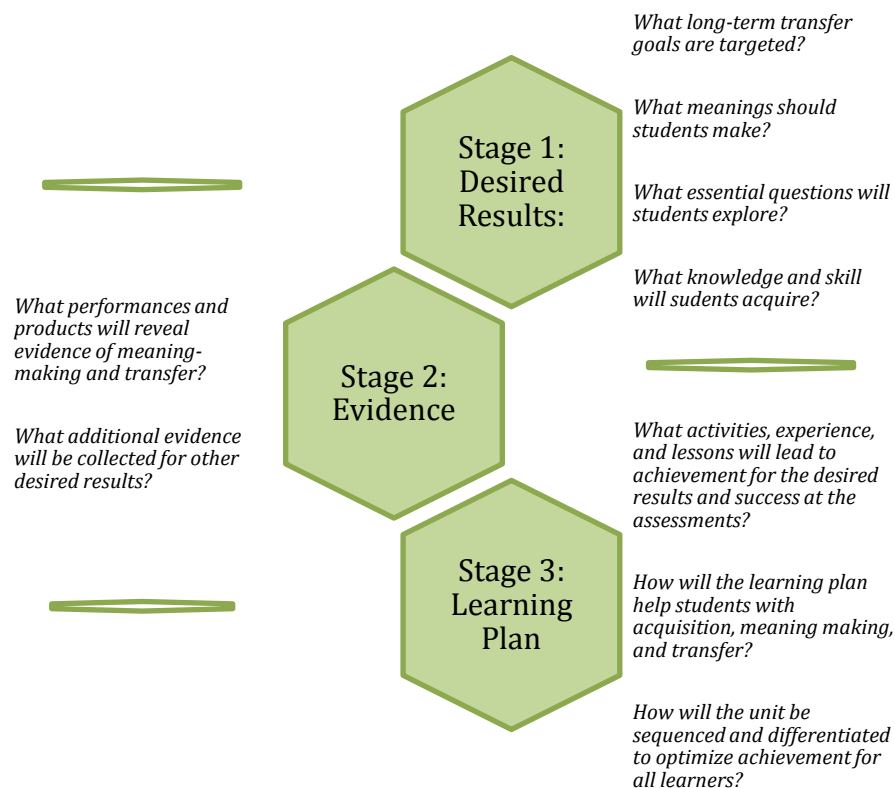 Stage 1:
Desired
Results:
What long-term transfer
goals are targeted?
What meanings should
students make?
What essential questions will
students explore?
What knowledge and skill
will sudents acquire?
Stage 2:
Evidence
What performances and
products will reveal
evidence of meaning-
making and transfer?
What additional evidence
will be collected for other
desired results?
Stage 3:
Learning
Plan
What activities, experience,
and lessons will lead to
achievement for the desired
results and success at the
assessments?
How will the learning plan
help students with
acquisition, meaning making,
and transfer?
How will the unit be
sequenced and differentiated
to optimize achievement for
all learners?